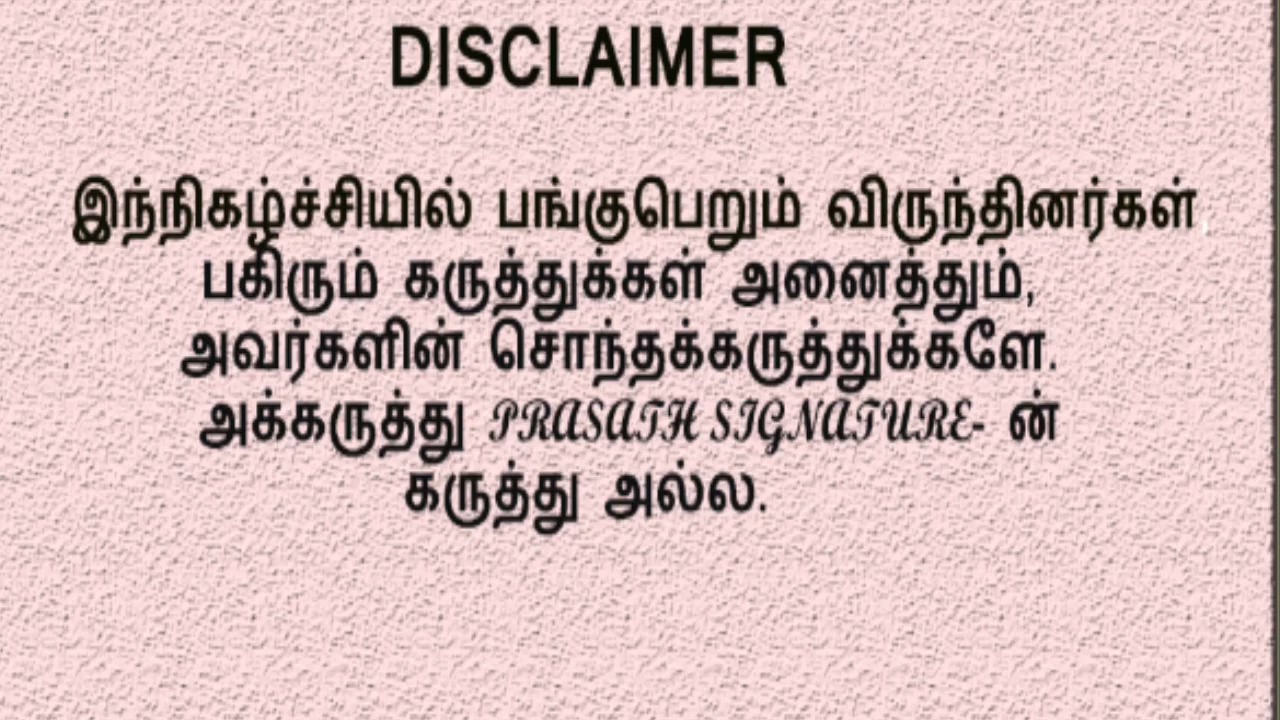 DISCLAIMER
இந்நிகழ்ச்சியில் பங்குபெறும் விருந்தினர்கள்,
பகிரும் கருத்துக்கள் அனைத்தும்,
அவர்களின் சொந்தக்கருத்துக்களே.
அக்கருத்து PRASATH SIGNATURE- ன்
கருத்து அல்ல.